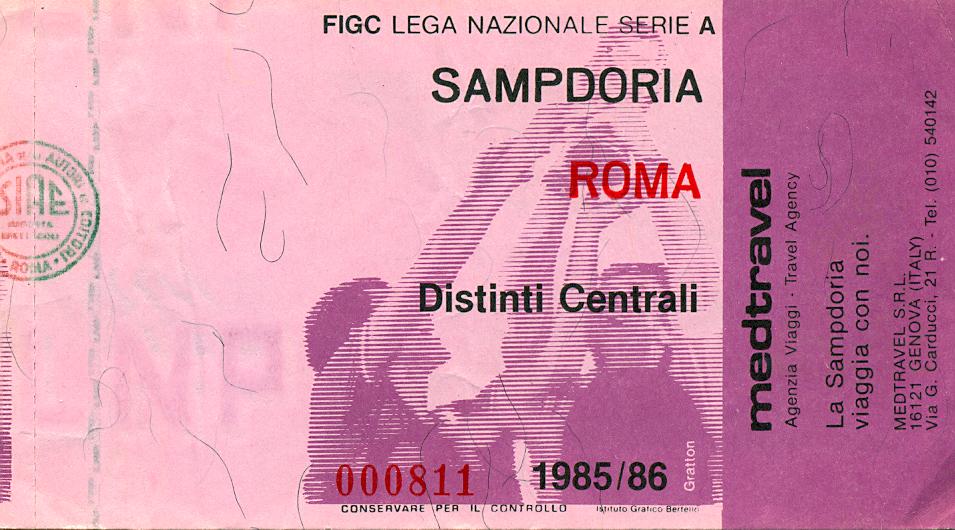 FIGC LEGA NAZIONALE SERIE A
SAMPDORIA
ROMA
Distinti Centrali
000811
1985/86
Gratton
CONSERVARE PER IL CONTROLLO
Istituto Grafico Bertello
AUTORI E EDITORI
SIAE
ROMA
medtravel
Agenzia Viaggi - Travel Agency
La Sampdoria
viaggia con noi.
MEDTRAVEL S.R.L.
16121 GENOVA (ITALY)
Via G. Carducci, 21 R. - Tel. (010) 540142